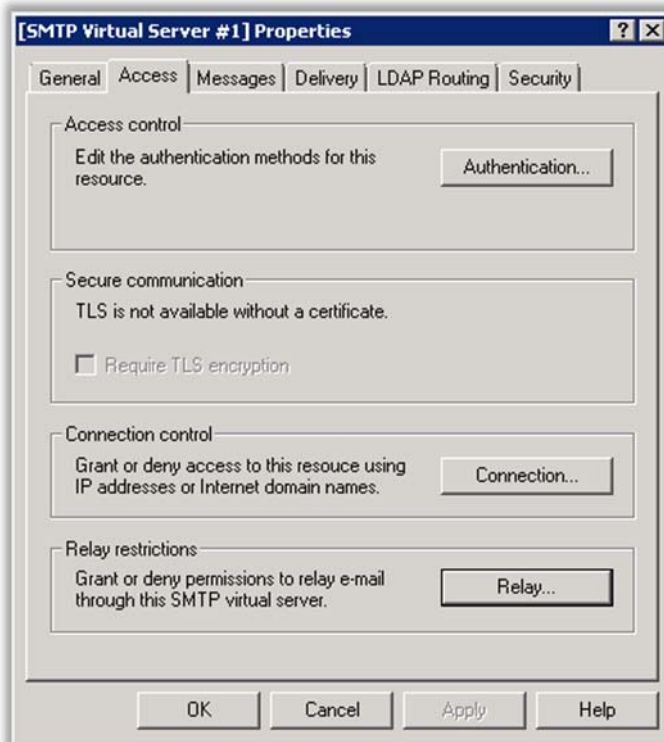 [SMTP Virtual Server #1] Properties
General Access Messages Delivery LDAP Routing Security
Access control
Edit the authentication methods for this
resource.
Authentication...
Secure communication
TLS is not available without a certificate.
Require TLS encryption
Connection control
Grant or deny access to this resouce using
IP addresses or Internet domain names.
Connection...
Relay restrictions
Grant or deny permissions to relay e-mail
through this SMTP virtual server.
Relay...
OK Cancel Apply Help